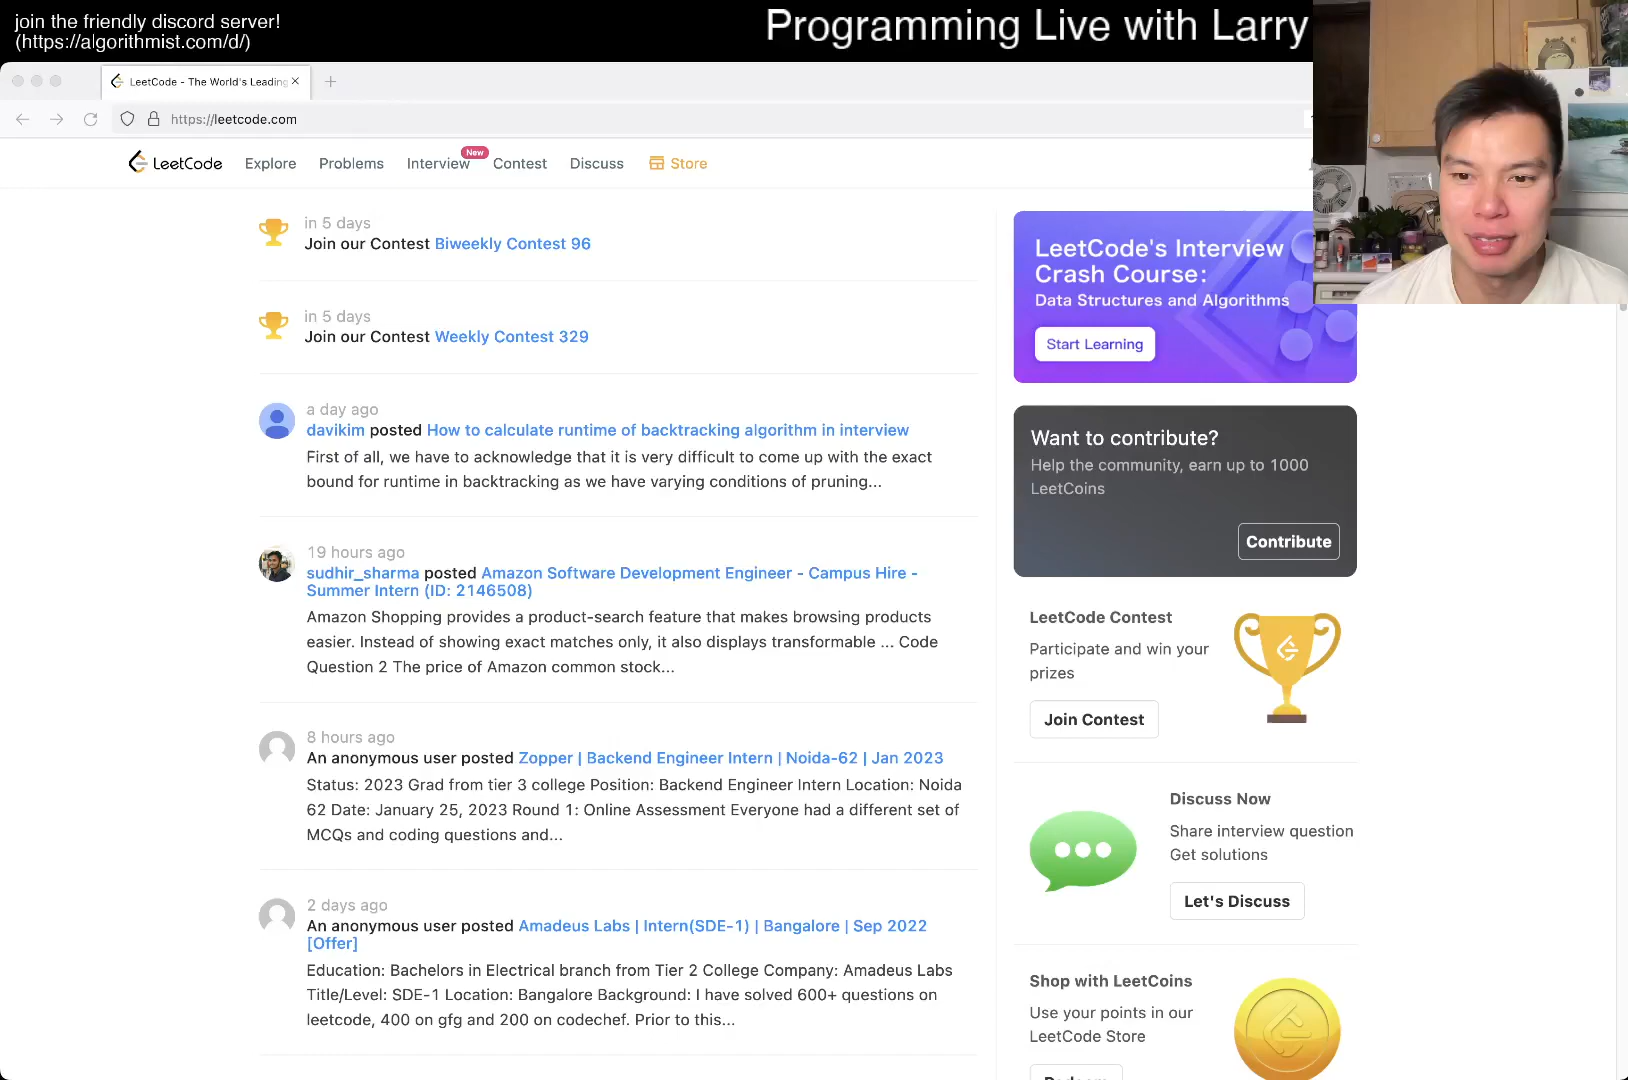 join the friendly discord server!
(https://algorithmist.com/d/)
Programming Live with Larry
LeetCode - The World's Leading
https://leetcode.com
LeetCode
Explore
Problems
Interview
New
Contest
Discuss
Store
in 5 days
Join our Contest Biweekly Contest 96
in 5 days
Join our Contest Weekly Contest 329
a day ago
davikim posted How to calculate runtime of backtracking algorithm in interview
First of all, we have to acknowledge that it is very difficult to come up with the exact
bound for runtime in backtracking as we have varying conditions of pruning...
19 hours ago
sudhir_sharma posted Amazon Software Development Engineer - Campus Hire -
Summer Intern (ID: 2146508)
Amazon Shopping provides a product-search feature that makes browsing products
easier. Instead of showing exact matches only, it also displays transformable ... Code
Question 2 The price of Amazon common stock...
8 hours ago
An anonymous user posted Zopper | Backend Engineer Intern | Noida-62 | Jan 2023
Status: 2023 Grad from tier 3 college Position: Backend Engineer Intern Location: Noida
62 Date: January 25, 2023 Round 1: Online Assessment Everyone had a different set of
MCQs and coding questions and...
2 days ago
An anonymous user posted Amadeus Labs | Intern(SDE-1) | Bangalore | Sep 2022
[Offer]
Education: Bachelors in Electrical branch from Tier 2 College Company: Amadeus Labs
Title/Level: SDE-1 Location: Bangalore Background: I have solved 600+ questions on
leetcode, 400 on gfg and 200 on codechef. Prior to this...
LeetCode's Interview
Crash Course:
Data Structures and Algorithms
Start Learning
Want to contribute?
Help the community, earn up to 1000
LeetCoins
Contribute
LeetCode Contest
Participate and win your
prizes
Join Contest
Discuss Now
Share interview question
Get solutions
Let's Discuss
Shop with LeetCoins
Use your points in our
LeetCode Store